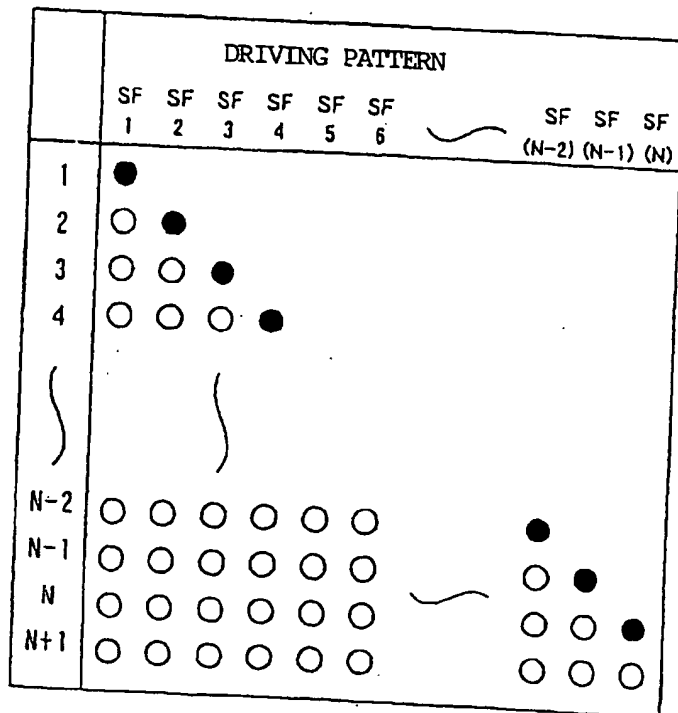 DRIVING PATTERN
SF SF SF SF SF SF SF SF SF
1 2 3 4 5 6 (N-2) (N-1) (N)
1
2
3
4
N-2
N-1
N
N+1